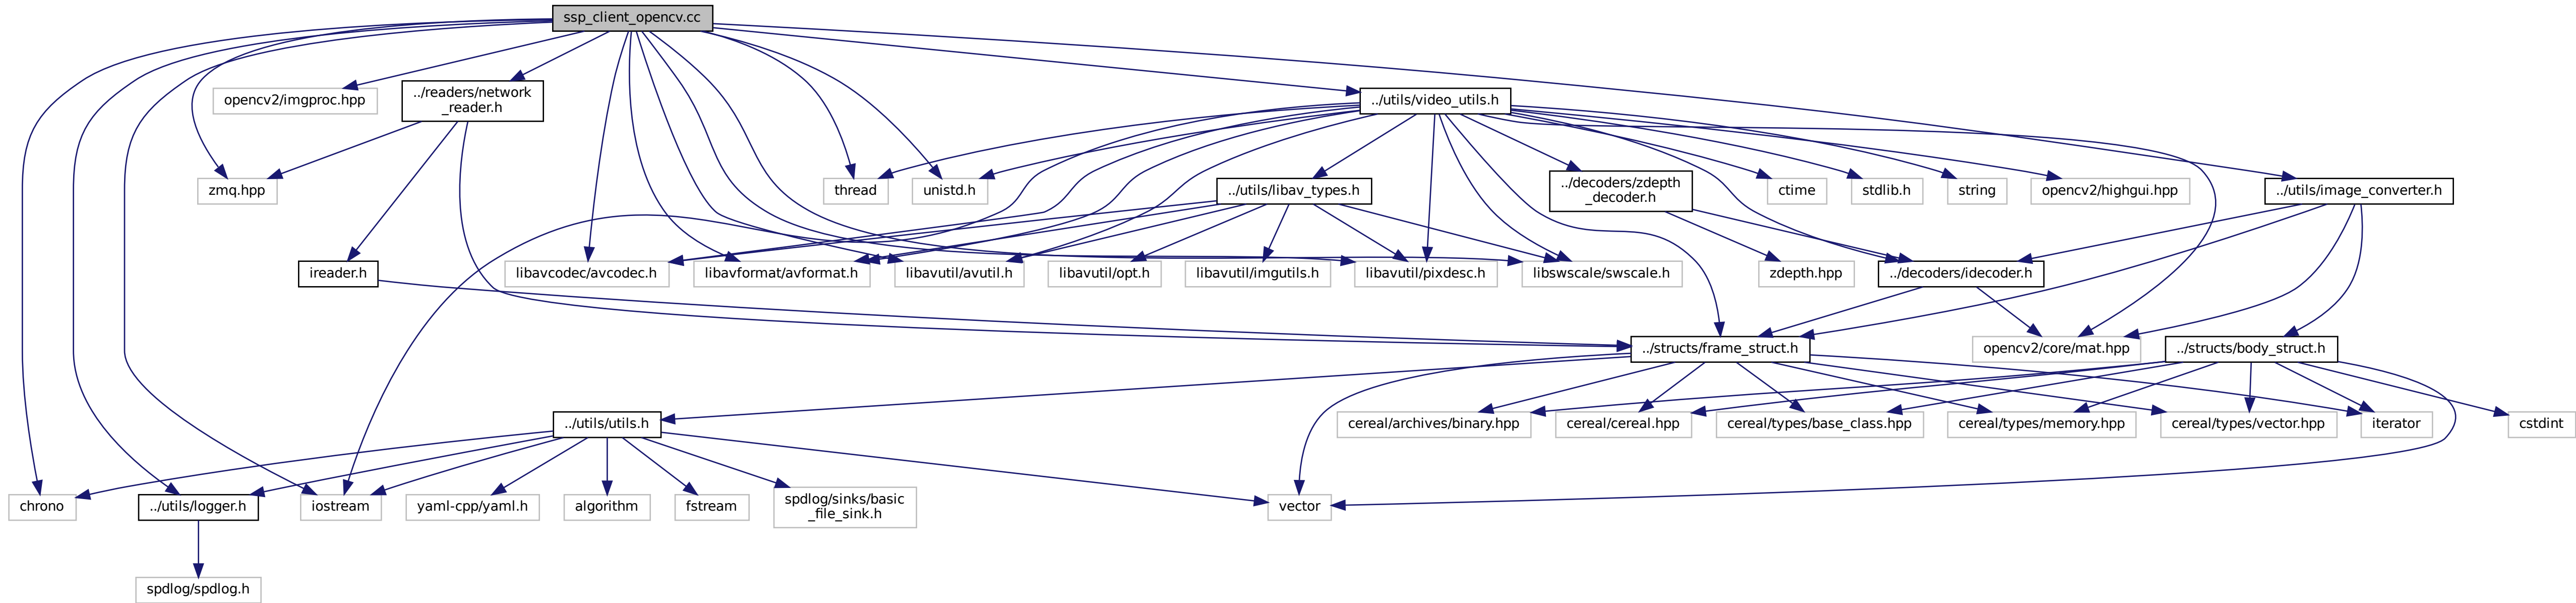 ssp_client_opencv.cc
opencv2/imgproc.hpp
../readers/network
_reader.h
../utils/video_utils.h
zmq.hpp
thread
unistd.h
../utils/libav_types.h
../decoders/zdepth
_decoder.h
ctime
stdlib.h
string
opencv2/highgui.hpp
../utils/image_converter.h
ireader.h
libavcodec/avcodec.h
libavformat/avformat.h
libavutil/avutil.h
libavutil/opt.h
libavutil/imgutils.h
libavutil/pixdesc.h
libswscale/swscale.h
zdepth.hpp
../decoders/idecoder.h
../structs/frame_struct.h
opencv2/core/mat.hpp
../structs/body_struct.h
../utils/utils.h
cereal/archives/binary.hpp
cereal/cereal.hpp
cereal/types/base_class.hpp
cereal/types/memory.hpp
cereal/types/vector.hpp
iterator
cstdint
chrono
../utils/logger.h
iostream
yaml-cpp/yaml.h
algorithm
fstream
spdlog/sinks/basic
_file_sink.h
vector
spdlog/spdlog.h